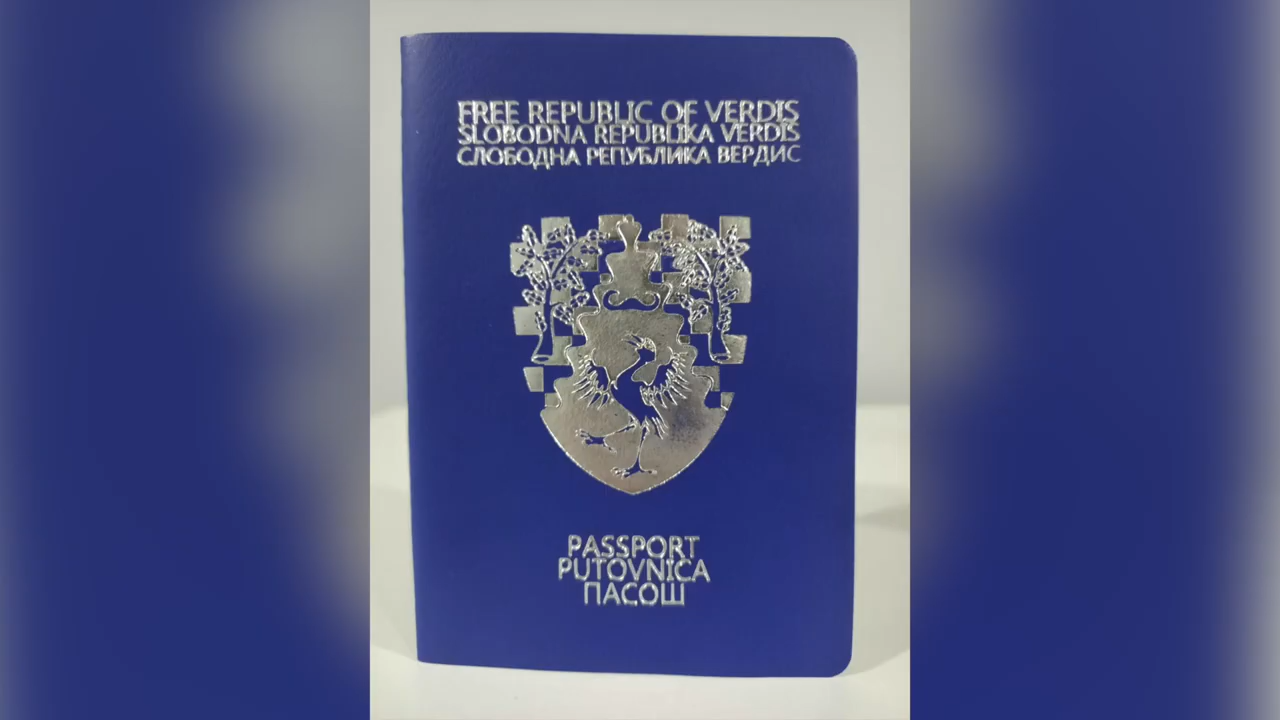 FREE REPUBLIC OF VERDIS
SLOBODNA REPUBLIKA VERDIS
СЛОБОДНА РЕПУБЛИКА ВЕРДИС
PASSPORT
PUTOVNICA
ПАСОШ